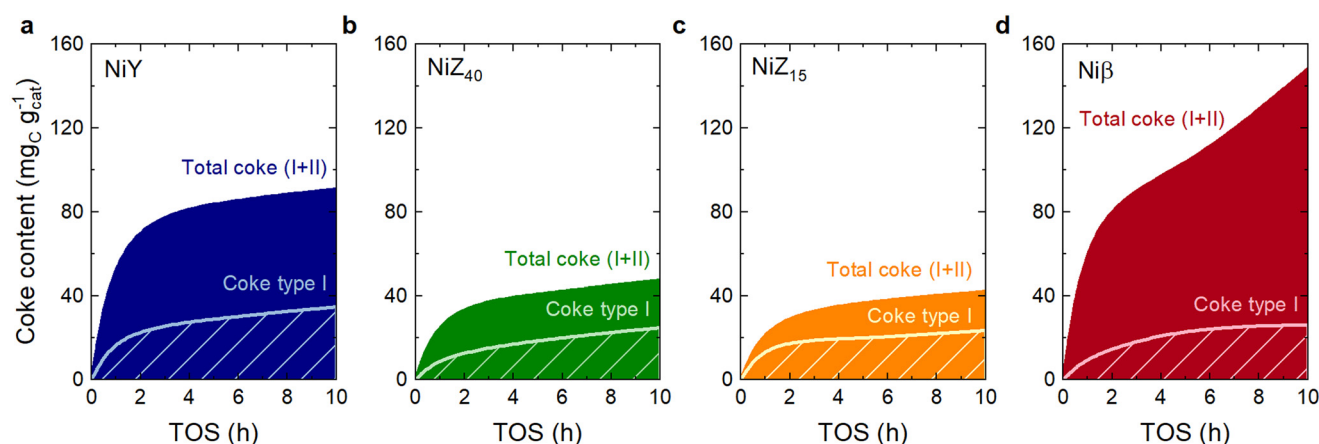 a
b
c
d
Coke content (mg_C g_cat^-1)
160
120
80
40
0
NiY
Total coke (I+II)
Coke type I
0 2 4 6 8 10
TOS (h)
160
120
80
40
0
NiZ₄₀
Total coke (I+II)
Coke type I
0 2 4 6 8 10
TOS (h)
160
120
80
40
0
NiZ₁₅
Total coke (I+II)
Coke type I
0 2 4 6 8 10
TOS (h)
160
120
80
40
0
Niβ
Total coke (I+II)
Coke type I
0 2 4 6 8 10
TOS (h)